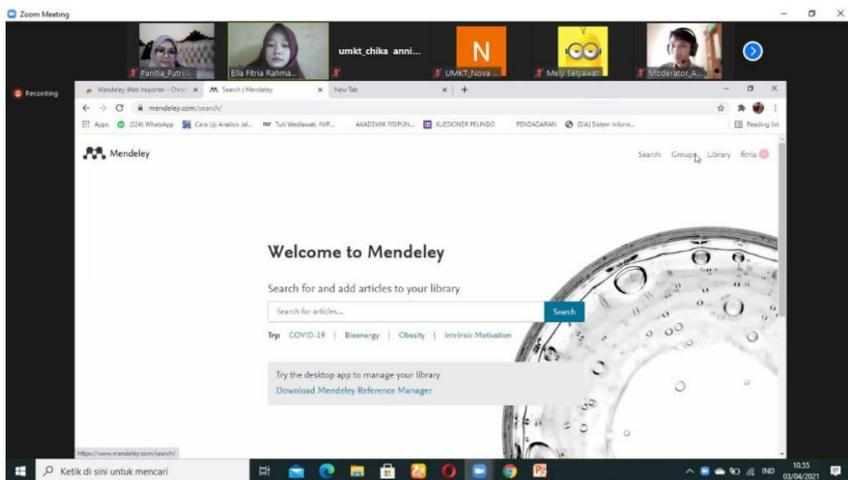 Zoom Meeting
Panitia_Putri...
Ella Fitria Rahma...
umkt_chika anni...
N
UMKT_Nova ...
Mely Setyawati
Moderator_A...
Recording
Mendeley Web Importer - Chro
Search | Mendeley
New Tab
mendeley.com/search/
Apps
(224) WhatsApp
Cara Uji Analisis Jal...
Tuti Wediawati, IVIP...
AKADEMIK FISIPUN...
KUESIONER PELINDO
PENDADARAN
(SIA) Sistem Inform...
Reading list
Mendeley
Search
Groups
Library
fitria
Welcome to Mendeley
Search for and add articles to your library
Search for articles...
Search
Try: COVID-19 | Bioenergy | Obesity | Intrinsic Motivation
Try the desktop app to manage your library
Download Mendeley Reference Manager
https://www.mendeley.com/search/
Ketik di sini untuk mencari
IND
10.55
03/04/2021